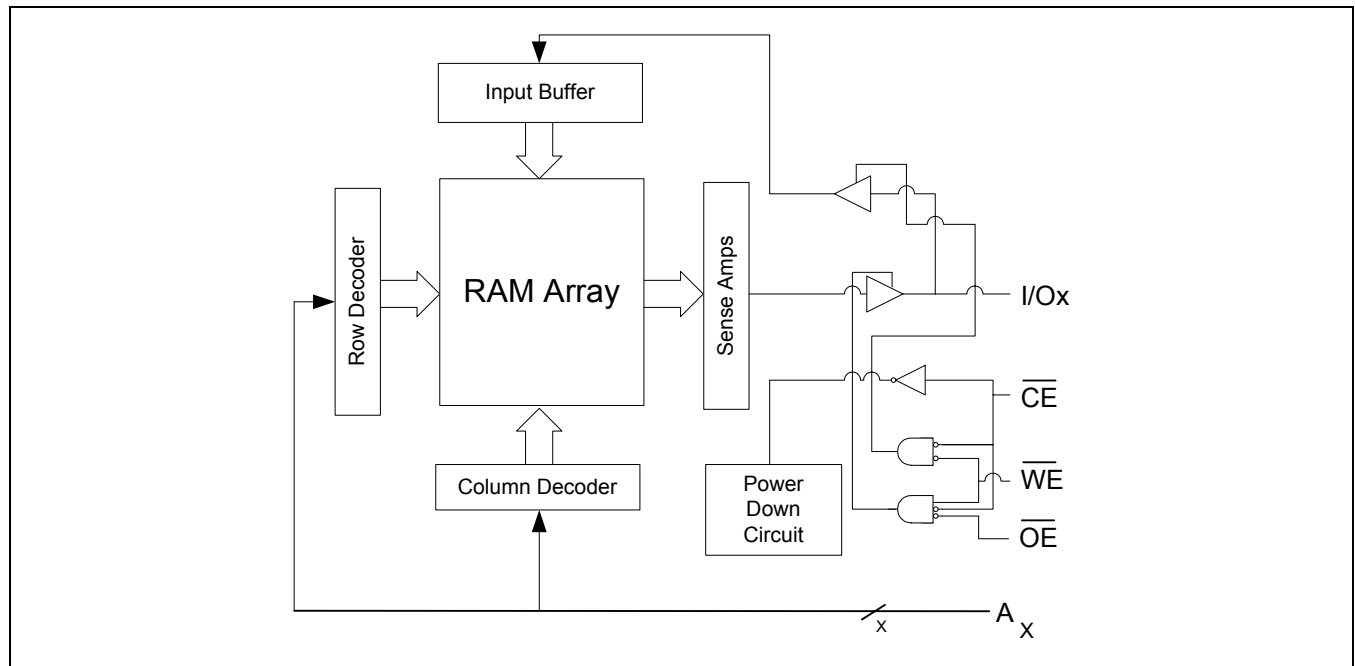 Input Buffer
Row Decoder
RAM Array
Sense Amps
I/Ox
CE
Column Decoder
Power
Down
Circuit
WE
OE
x
A X